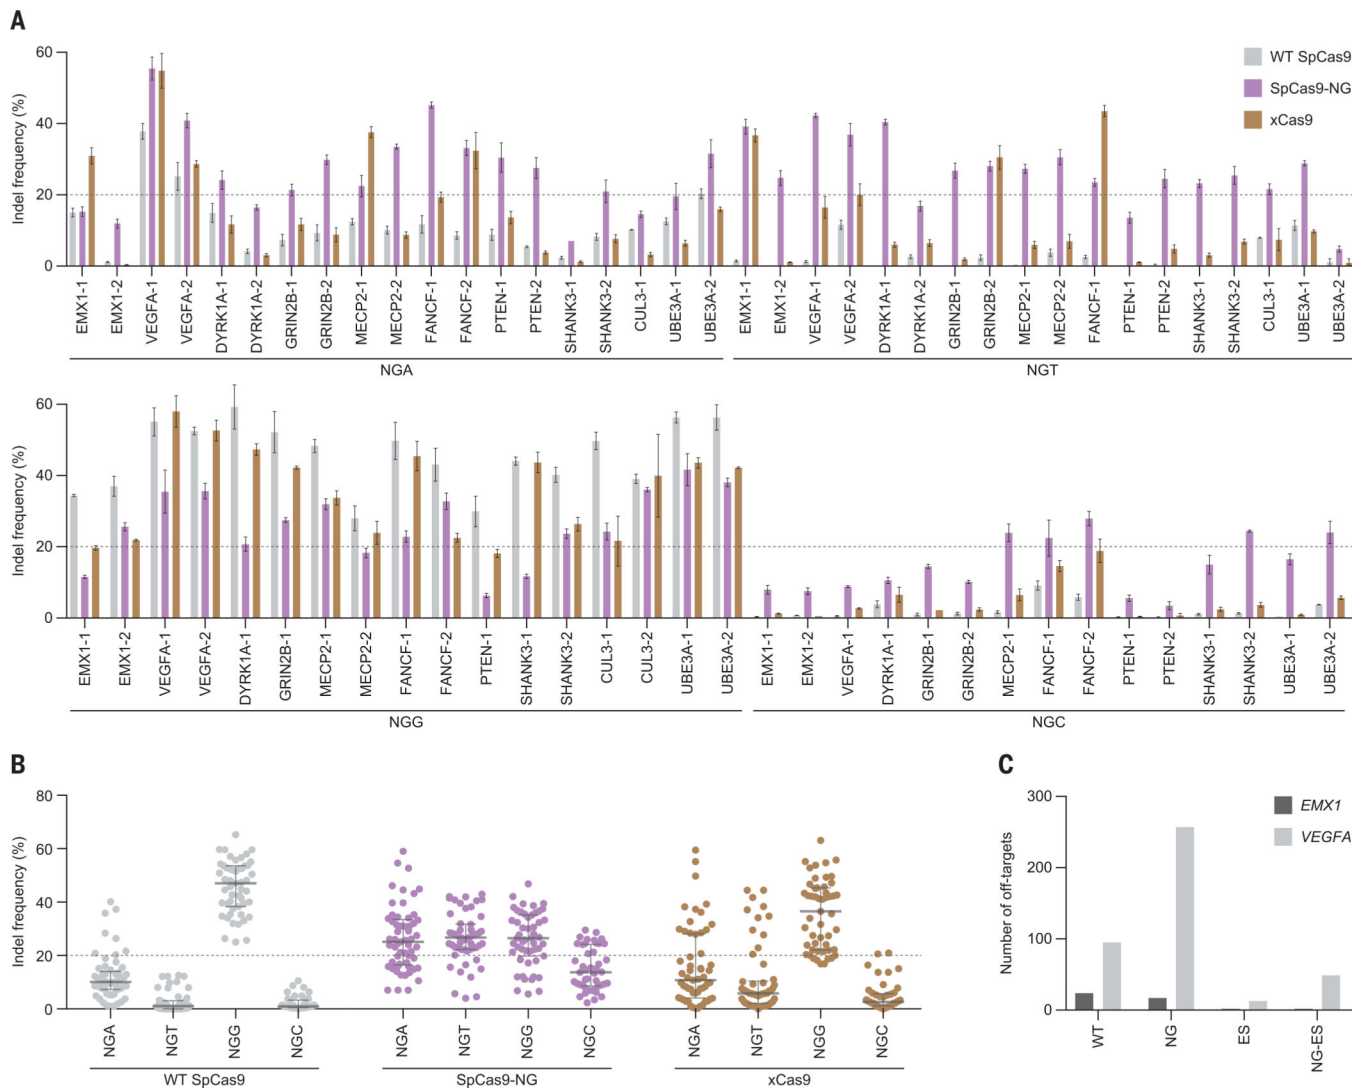 A
Indel frequency (%)
60
40
20
0
WT SpCas9
SpCas9-NG
xCas9
EMX1-1
EMX1-2
VEGFA-1
VEGFA-2
DYRK1A-1
DYRK1A-2
GRIN2B-1
GRIN2B-2
MECP2-1
MECP2-2
FANCF-1
FANCF-2
PTEN-1
PTEN-2
SHANK3-1
SHANK3-2
CUL3-1
UBE3A-1
UBE3A-2
NGA
EMX1-1
EMX1-2
VEGFA-1
VEGFA-2
DYRK1A-1
DYRK1A-2
GRIN2B-1
GRIN2B-2
MECP2-1
MECP2-2
FANCF-1
PTEN-1
PTEN-2
SHANK3-1
SHANK3-2
CUL3-1
UBE3A-1
UBE3A-2
NGT
Indel frequency (%)
60
40
20
0
EMX1-1
EMX1-2
VEGFA-1
VEGFA-2
DYRK1A-1
GRIN2B-1
MECP2-1
MECP2-2
FANCF-1
FANCF-2
PTEN-1
SHANK3-1
SHANK3-2
CUL3-1
CUL3-2
UBE3A-1
UBE3A-2
NGG
EMX1-1
EMX1-2
VEGFA-1
DYRK1A-1
GRIN2B-1
GRIN2B-2
MECP2-1
FANCF-1
FANCF-2
PTEN-1
PTEN-2
SHANK3-1
SHANK3-2
UBE3A-1
UBE3A-2
NGC
B
Indel frequency (%)
80
60
40
20
0
NGA
NGT
NGG
NGC
WT SpCas9
NGA
NGT
NGG
NGC
SpCas9-NG
NGA
NGT
NGG
NGC
xCas9
C
Number of off-targets
300
200
100
0
EMX1
VEGFA
WT
NG
ES
NG-ES